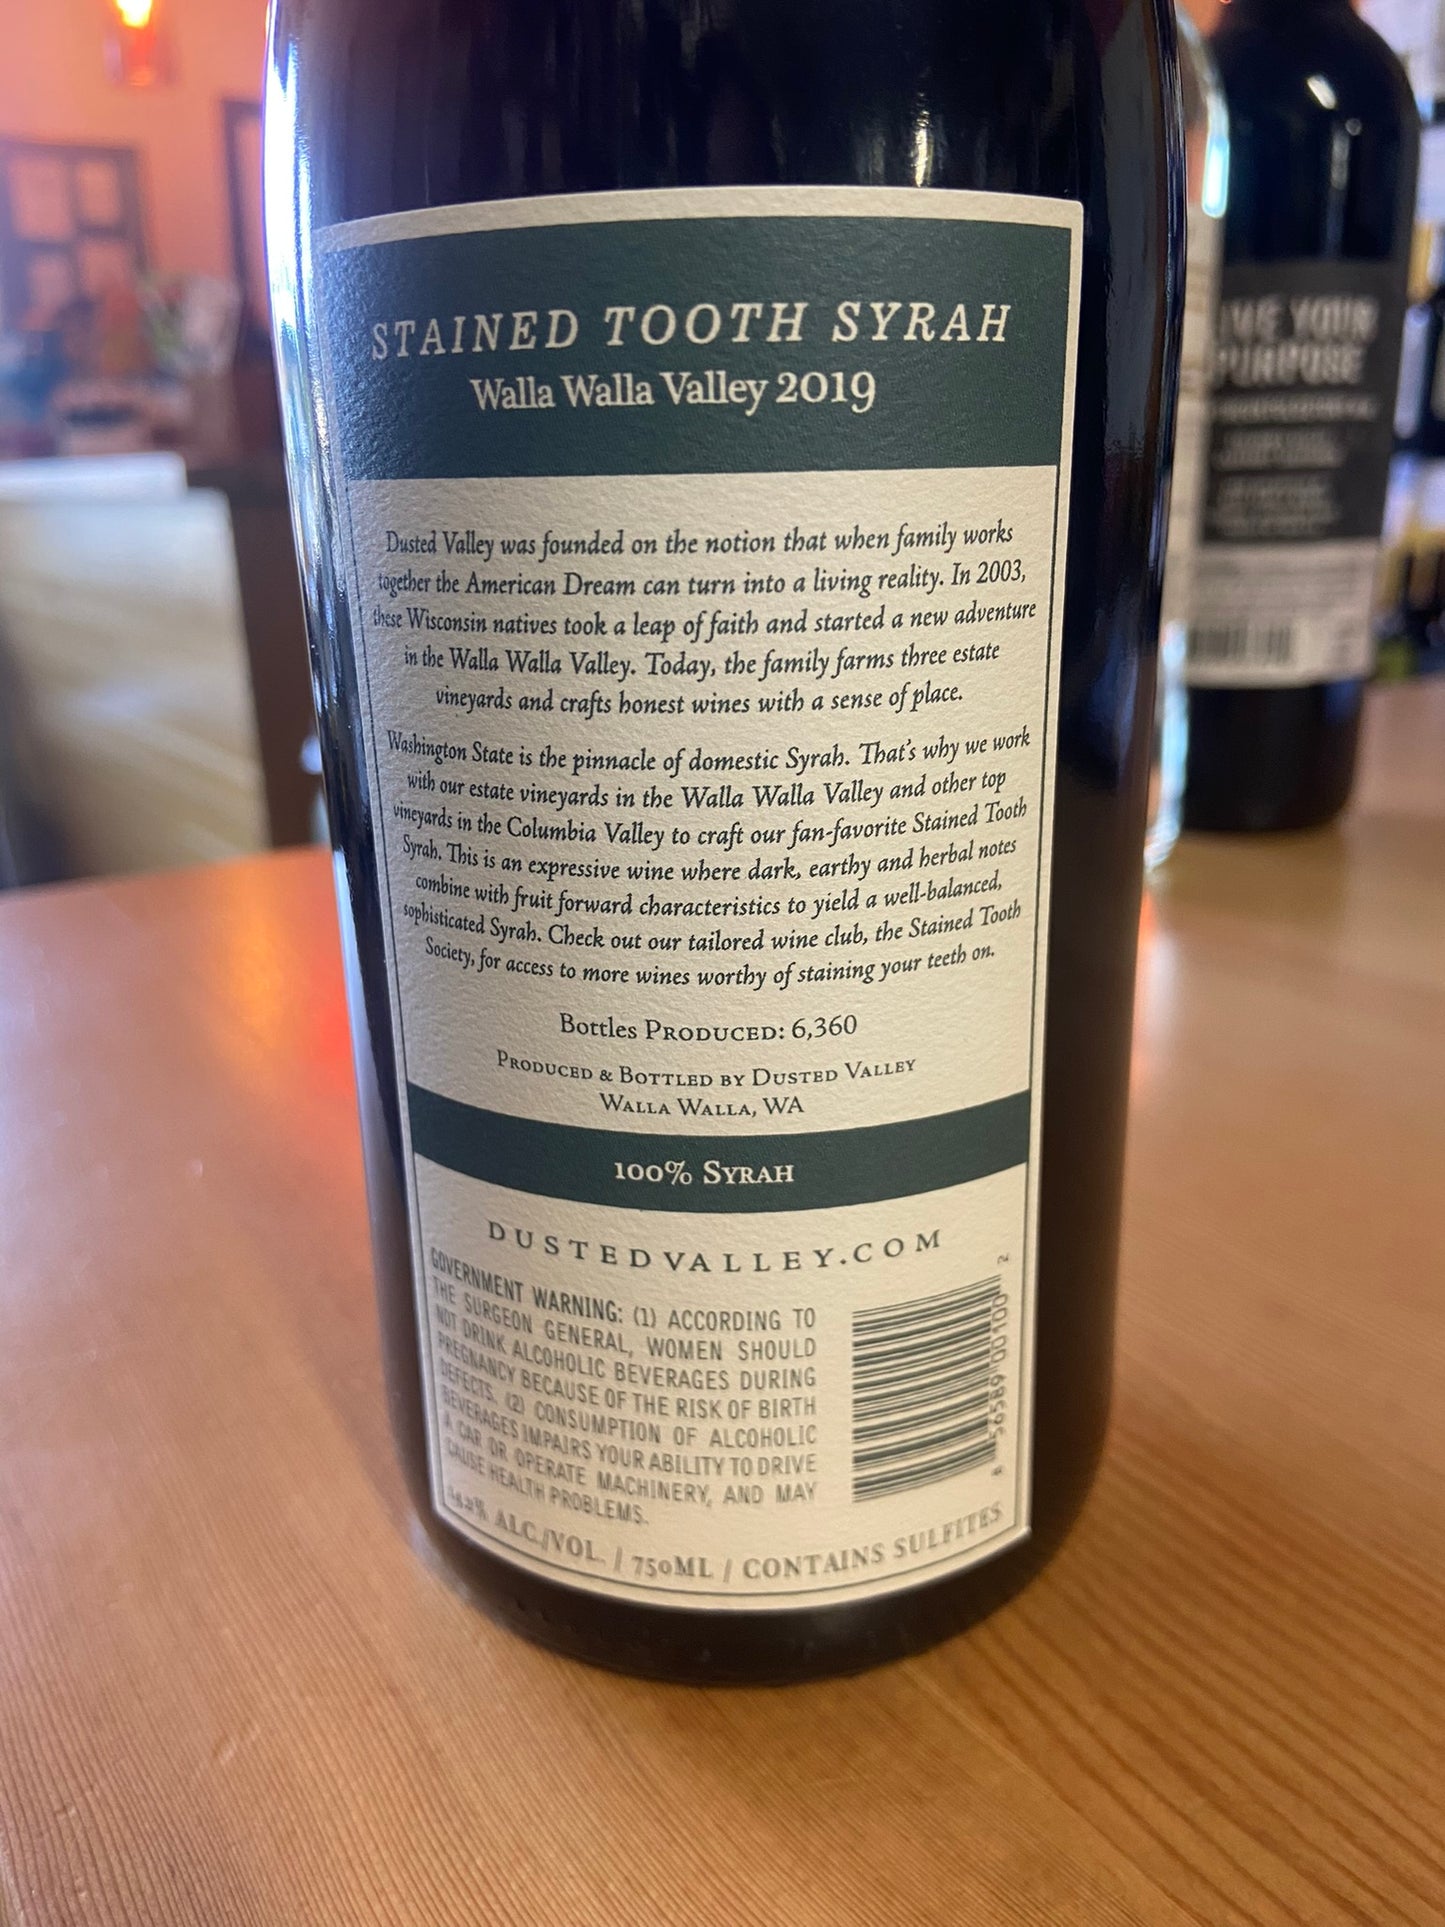 STAINED TOOTH SYRAH
Walla Walla Valley 2019
Dusted Valley was founded on the notion that when family works
together the American Dream can turn into a living reality. In 2003,
these Wisconsin natives took a leap of faith and started a new adventure
in the Walla Walla Valley. Today, the family farms three estate
vineyards and crafts honest wines with a sense of place.
Washington State is the pinnacle of domestic Syrah. That's why we work
with our estate vineyards in the Walla Walla Valley and other top
vineyards in the Columbia Valley to craft our fan-favorite Stained Tooth
Syrah. This is an expressive wine where dark, earthy and herbal notes
combine with fruit forward characteristics to yield a well-balanced,
sophisticated Syrah. Check out our tailored wine club, the Stained Tooth
Society, for access to more wines worthy of staining your teeth on.
Bottles Produced: 6,360
Produced & Bottled by Dusted Valley
Walla Walla, WA
100% Syrah
DUSTEDVALLEY.COM
GOVERNMENT WARNING: (1) ACCORDING TO
THE SURGEON GENERAL, WOMEN SHOULD
NOT DRINK ALCOHOLIC BEVERAGES DURING
PREGNANCY BECAUSE OF THE RISK OF BIRTH
DEFECTS. (2) CONSUMPTION OF ALCOHOLIC
BEVERAGES IMPAIRS YOUR ABILITY TO DRIVE
A CAR OR OPERATE MACHINERY, AND MAY
CAUSE HEALTH PROBLEMS.
8 56589 00100 2
ALC./VOL. / 750ML / CONTAINS SULFITES
YOUR
PURPOSE